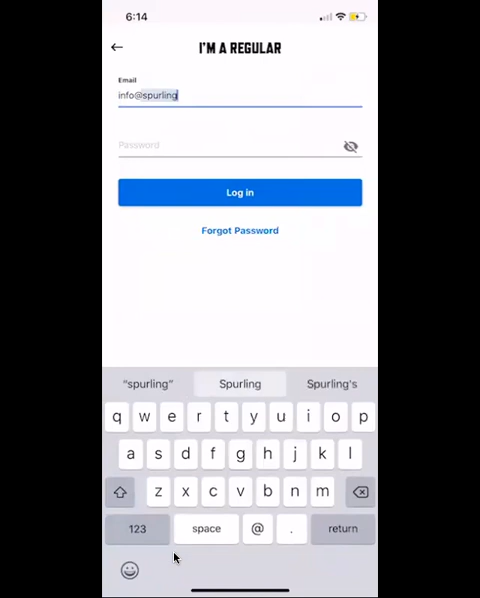 6:14
I'M A REGULAR
Email
info@spurling
Password
Log in
Forgot Password
“spurling” Spurling Spurling's
q w e r t y u i o p
a s d f g h j k l
z x c v b n m
123 space @ . return